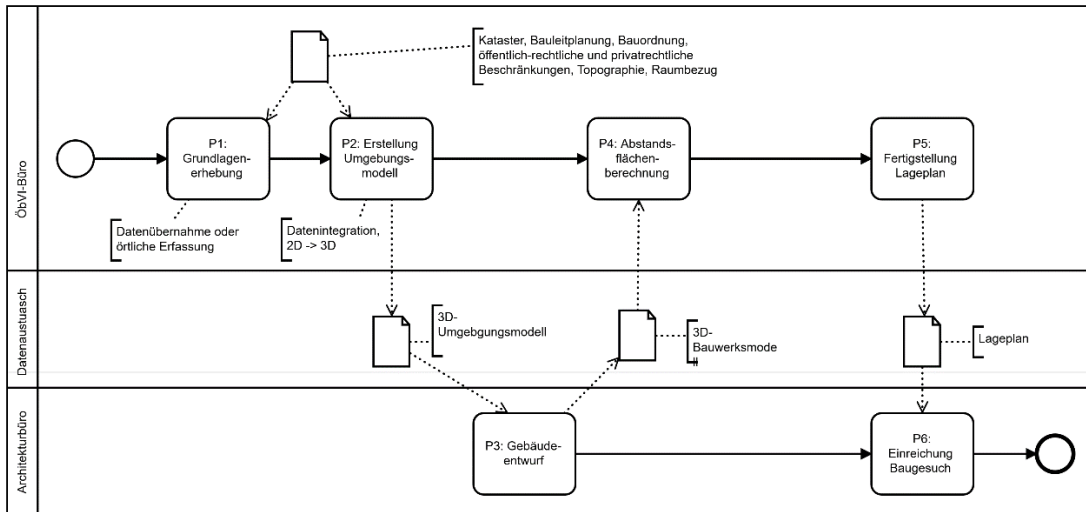 ÖbVI-Büro
Kataster, Bauleitplanung, Bauordnung,
öffentlich-rechtliche und privatrechtliche
Beschränkungen, Topographie, Raumbezug
P1:
Grundlagen-
erhebung
P2: Erstellung
Umgebungs-
modell
P4: Abstands-
flächen-
berechnung
P5:
Fertigstellung
Lageplan
Datenübernahme oder
örtliche Erfassung
Datenintegration,
2D -> 3D
Datenaustuasch
3D-
Umgebgungsmodell
3D-
Bauwerksmode
ll
Lageplan
Architekturbüro
P3: Gebäude-
entwurf
P6:
Einreichung
Baugesuch